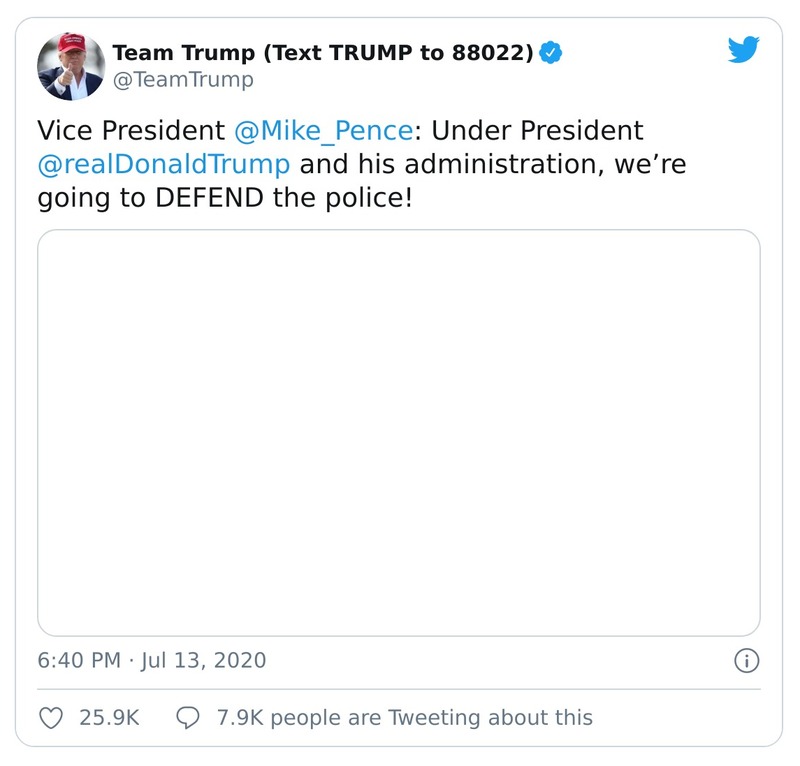 Team Trump (Text TRUMP to 88022)
@TeamTrump
Vice President @Mike_Pence: Under President
@realDonaldTrump and his administration, we’re
going to DEFEND the police!
6:40 PM · Jul 13, 2020
25.9K 7.9K people are Tweeting about this